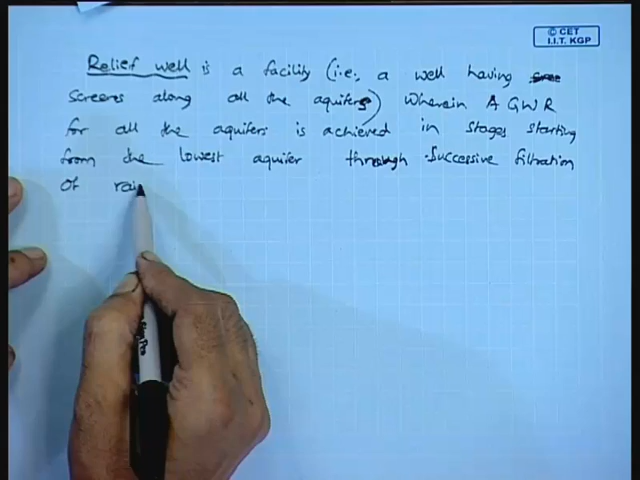 © CET
I.I.T. KGP
Relief well is a facility (i.e., a well having
screens along all the aquifers) wherein AGWR
for all the aquifers is achieved in stages starting
from the lowest aquifer through successive filtration
of rai